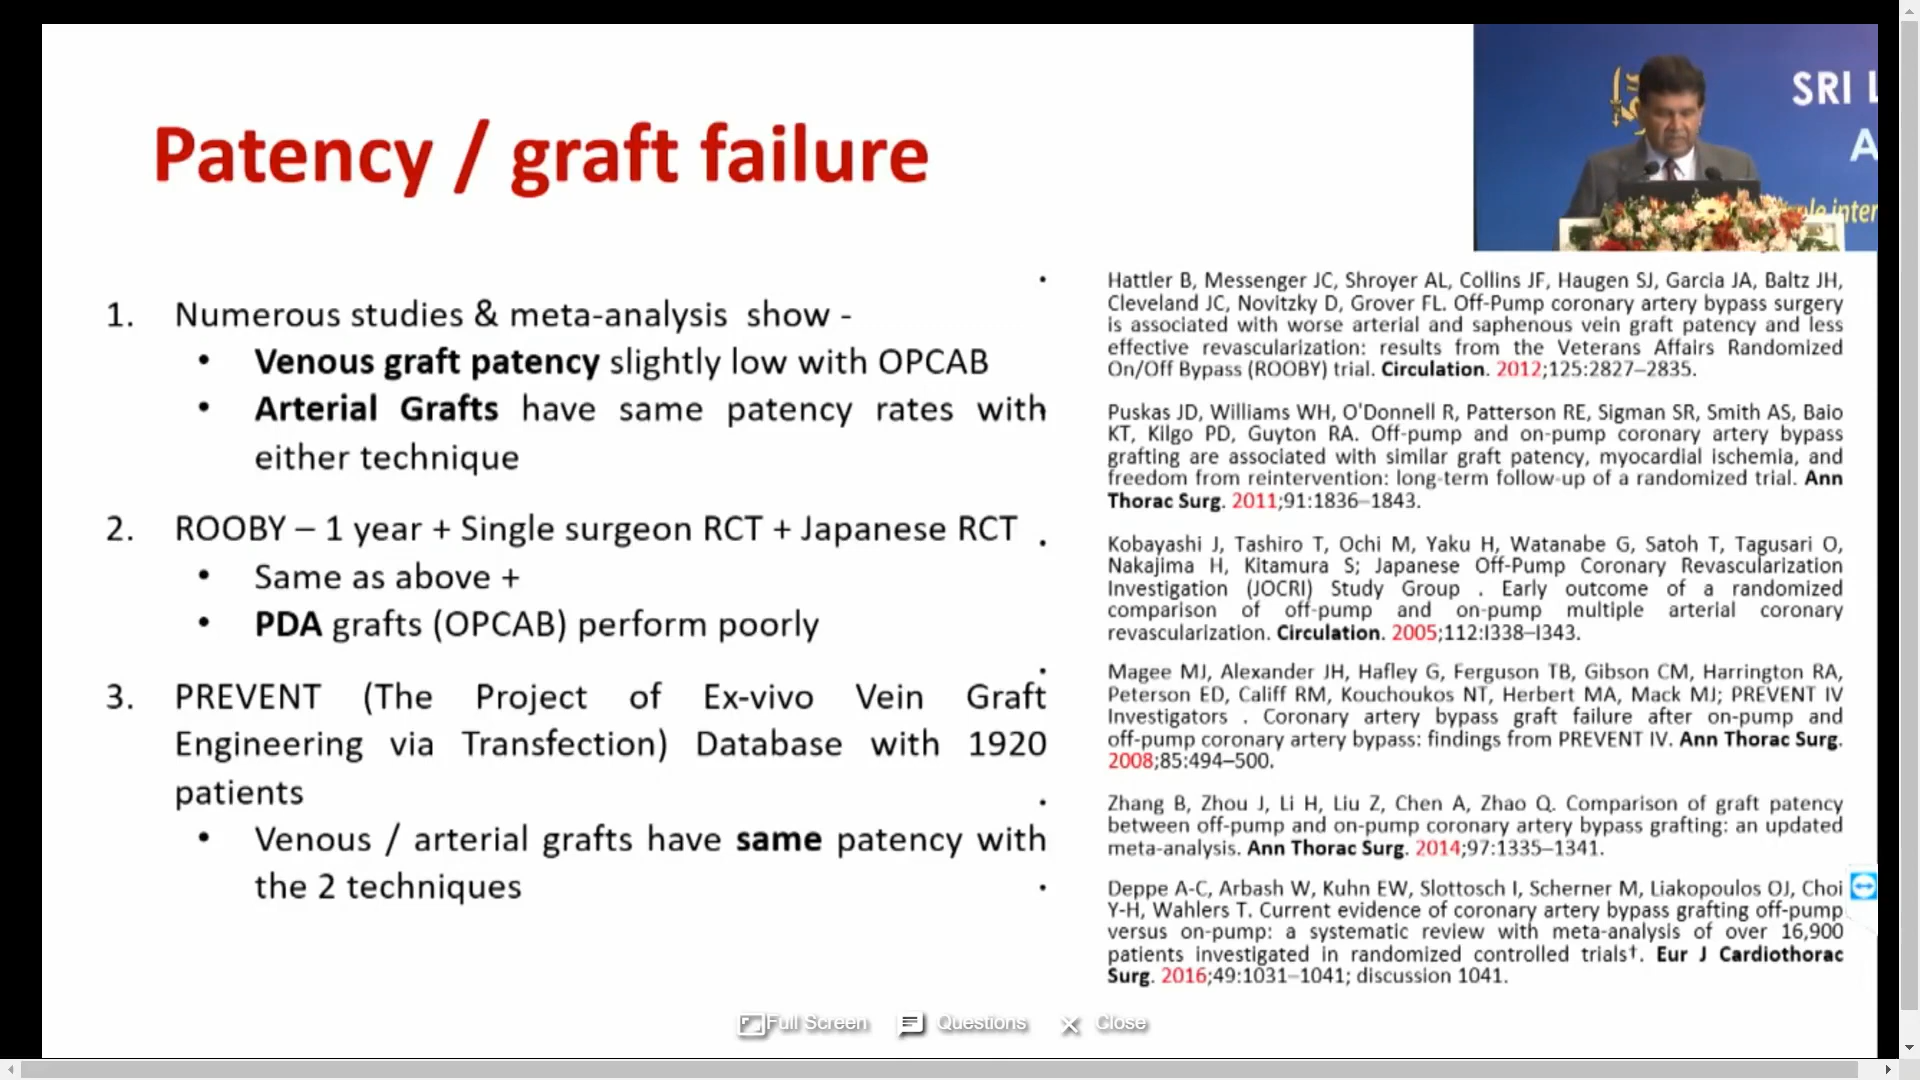 Patency / graft failure
SRI L
A
1. Numerous studies & meta-analysis show -
• Venous graft patency slightly low with OPCAB
• Arterial Grafts have same patency rates with
either technique
2. ROOBY – 1 year + Single surgeon RCT + Japanese RCT
• Same as above +
• PDA grafts (OPCAB) perform poorly
3. PREVENT (The Project of Ex-vivo Vein Graft
Engineering via Transfection) Database with 1920
patients
• Venous / arterial grafts have same patency with
the 2 techniques
• Hattler B, Messenger JC, Shroyer AL, Collins JF, Haugen SJ, Garcia JA, Baltz JH,
Cleveland JC, Novitzky D, Grover FL. Off-Pump coronary artery bypass surgery
is associated with worse arterial and saphenous vein graft patency and less
effective revascularization: results from the Veterans Affairs Randomized
On/Off Bypass (ROOBY) trial. Circulation. 2012;125:2827–2835.
• Puskas JD, Williams WH, O'Donnell R, Patterson RE, Sigman SR, Smith AS, Baio
KT, Kilgo PD, Guyton RA. Off-pump and on-pump coronary artery bypass
grafting are associated with similar graft patency, myocardial ischemia, and
freedom from reintervention: long-term follow-up of a randomized trial. Ann
Thorac Surg. 2011;91:1836–1843.
• Kobayashi J, Tashiro T, Ochi M, Yaku H, Watanabe G, Satoh T, Tagusari O,
Nakajima H, Kitamura S; Japanese Off-Pump Coronary Revascularization
Investigation (JOCRI) Study Group . Early outcome of a randomized
comparison of off-pump and on-pump multiple arterial coronary
revascularization. Circulation. 2005;112:I338–I343.
• Magee MJ, Alexander JH, Hafley G, Ferguson TB, Gibson CM, Harrington RA,
Peterson ED, Califf RM, Kouchoukos NT, Herbert MA, Mack MJ; PREVENT IV
Investigators . Coronary artery bypass graft failure after on-pump and
off-pump coronary artery bypass: findings from PREVENT IV. Ann Thorac Surg.
2008;85:494–500.
• Zhang B, Zhou J, Li H, Liu Z, Chen A, Zhao Q. Comparison of graft patency
between off-pump and on-pump coronary artery bypass grafting: an updated
meta-analysis. Ann Thorac Surg. 2014;97:1335–1341.
• Deppe A-C, Arbash W, Kuhn EW, Slottosch I, Scherner M, Liakopoulos OJ, Choi
Y-H, Wahlers T. Current evidence of coronary artery bypass grafting off-pump
versus on-pump: a systematic review with meta-analysis of over 16,900
patients investigated in randomized controlled trials†. Eur J Cardiothorac
Surg. 2016;49:1031–1041; discussion 1041.
Full Screen Questions Close